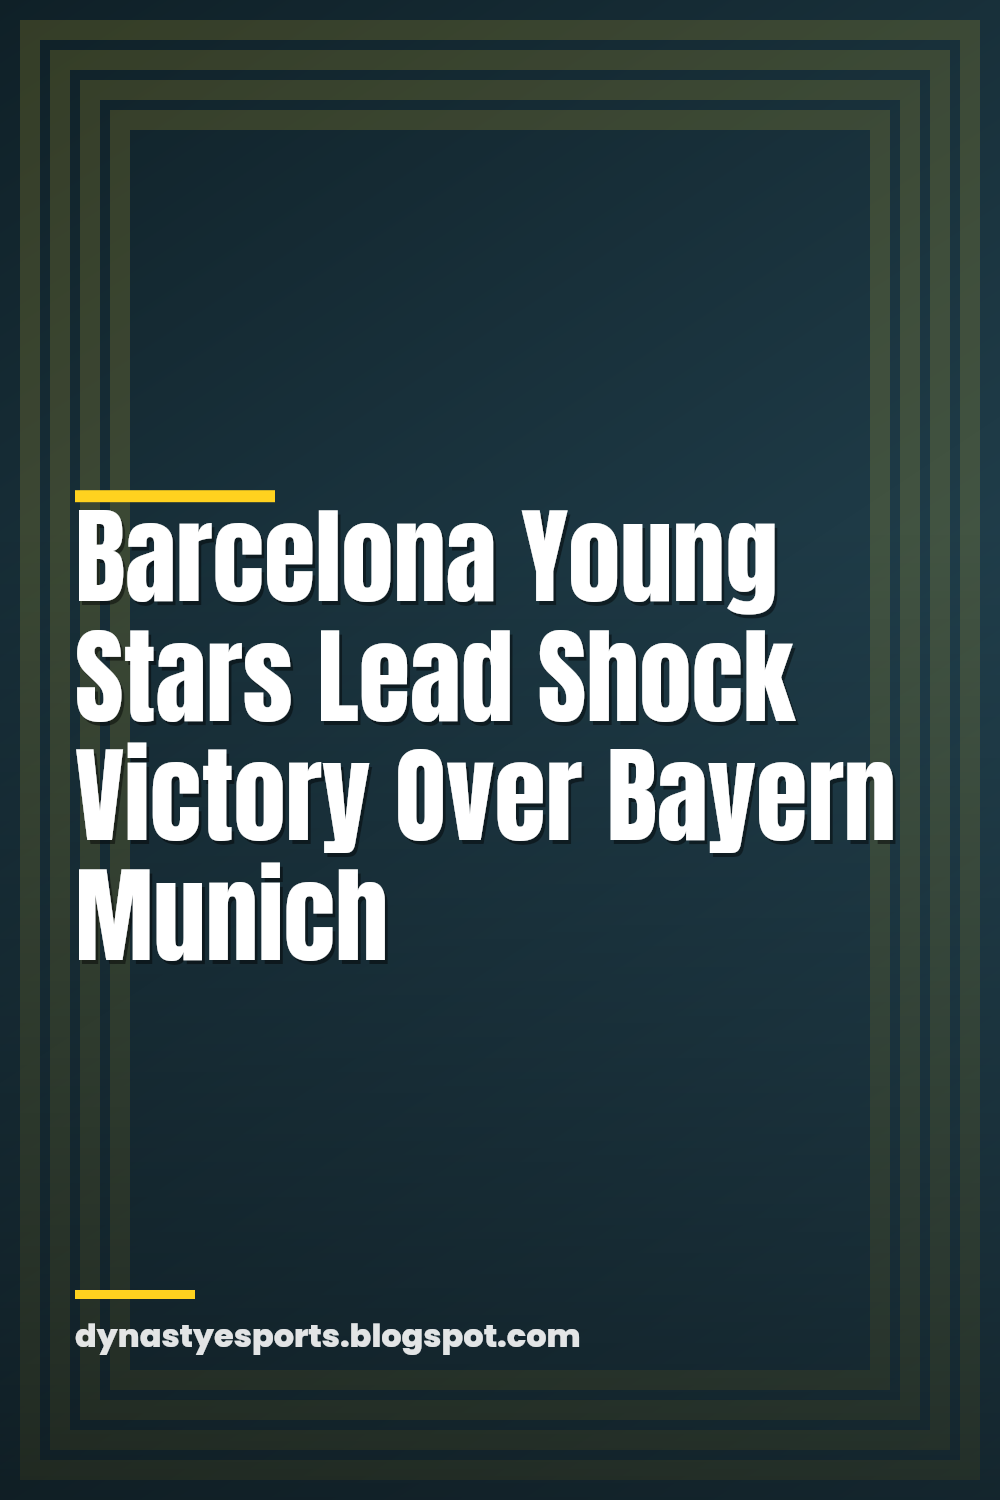 Barcelona Young
Stars Lead Shock
Victory Over Bayern
Munich
dynastyesports.blogspot.com